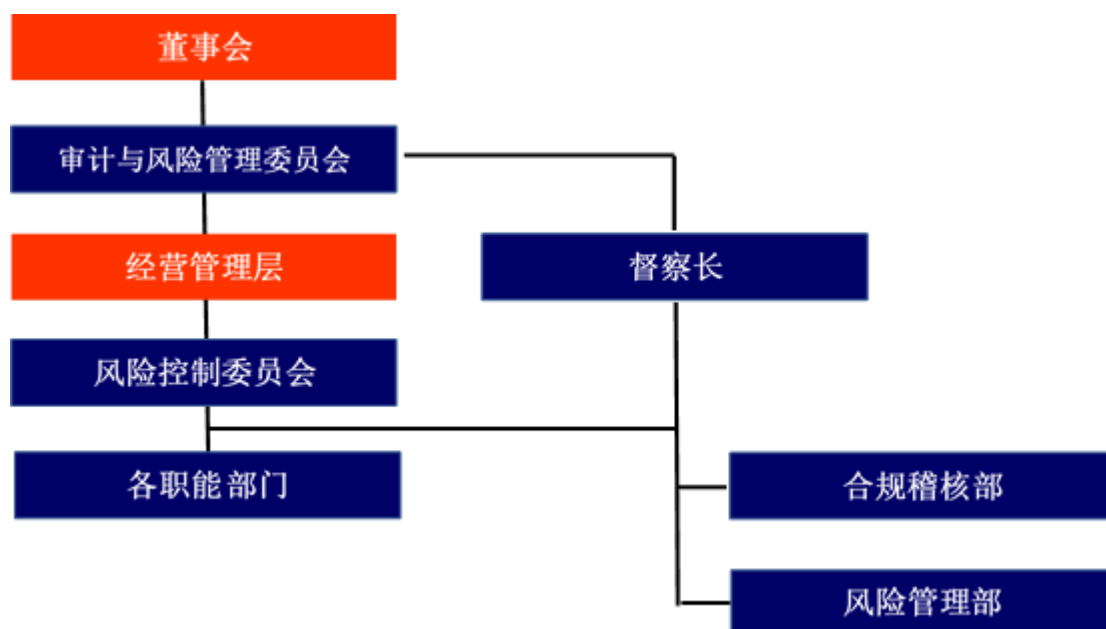 董事会
审计与风险管理委员会
经营管理层
督察长
风险控制委员会
各职能部门
合规稽核部
风险管理部